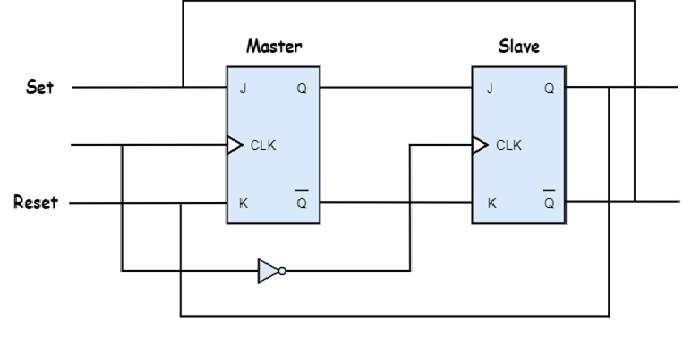 Master Slave
Set J Q J Q
CLK CLK
Reset K Q̅ K Q̅